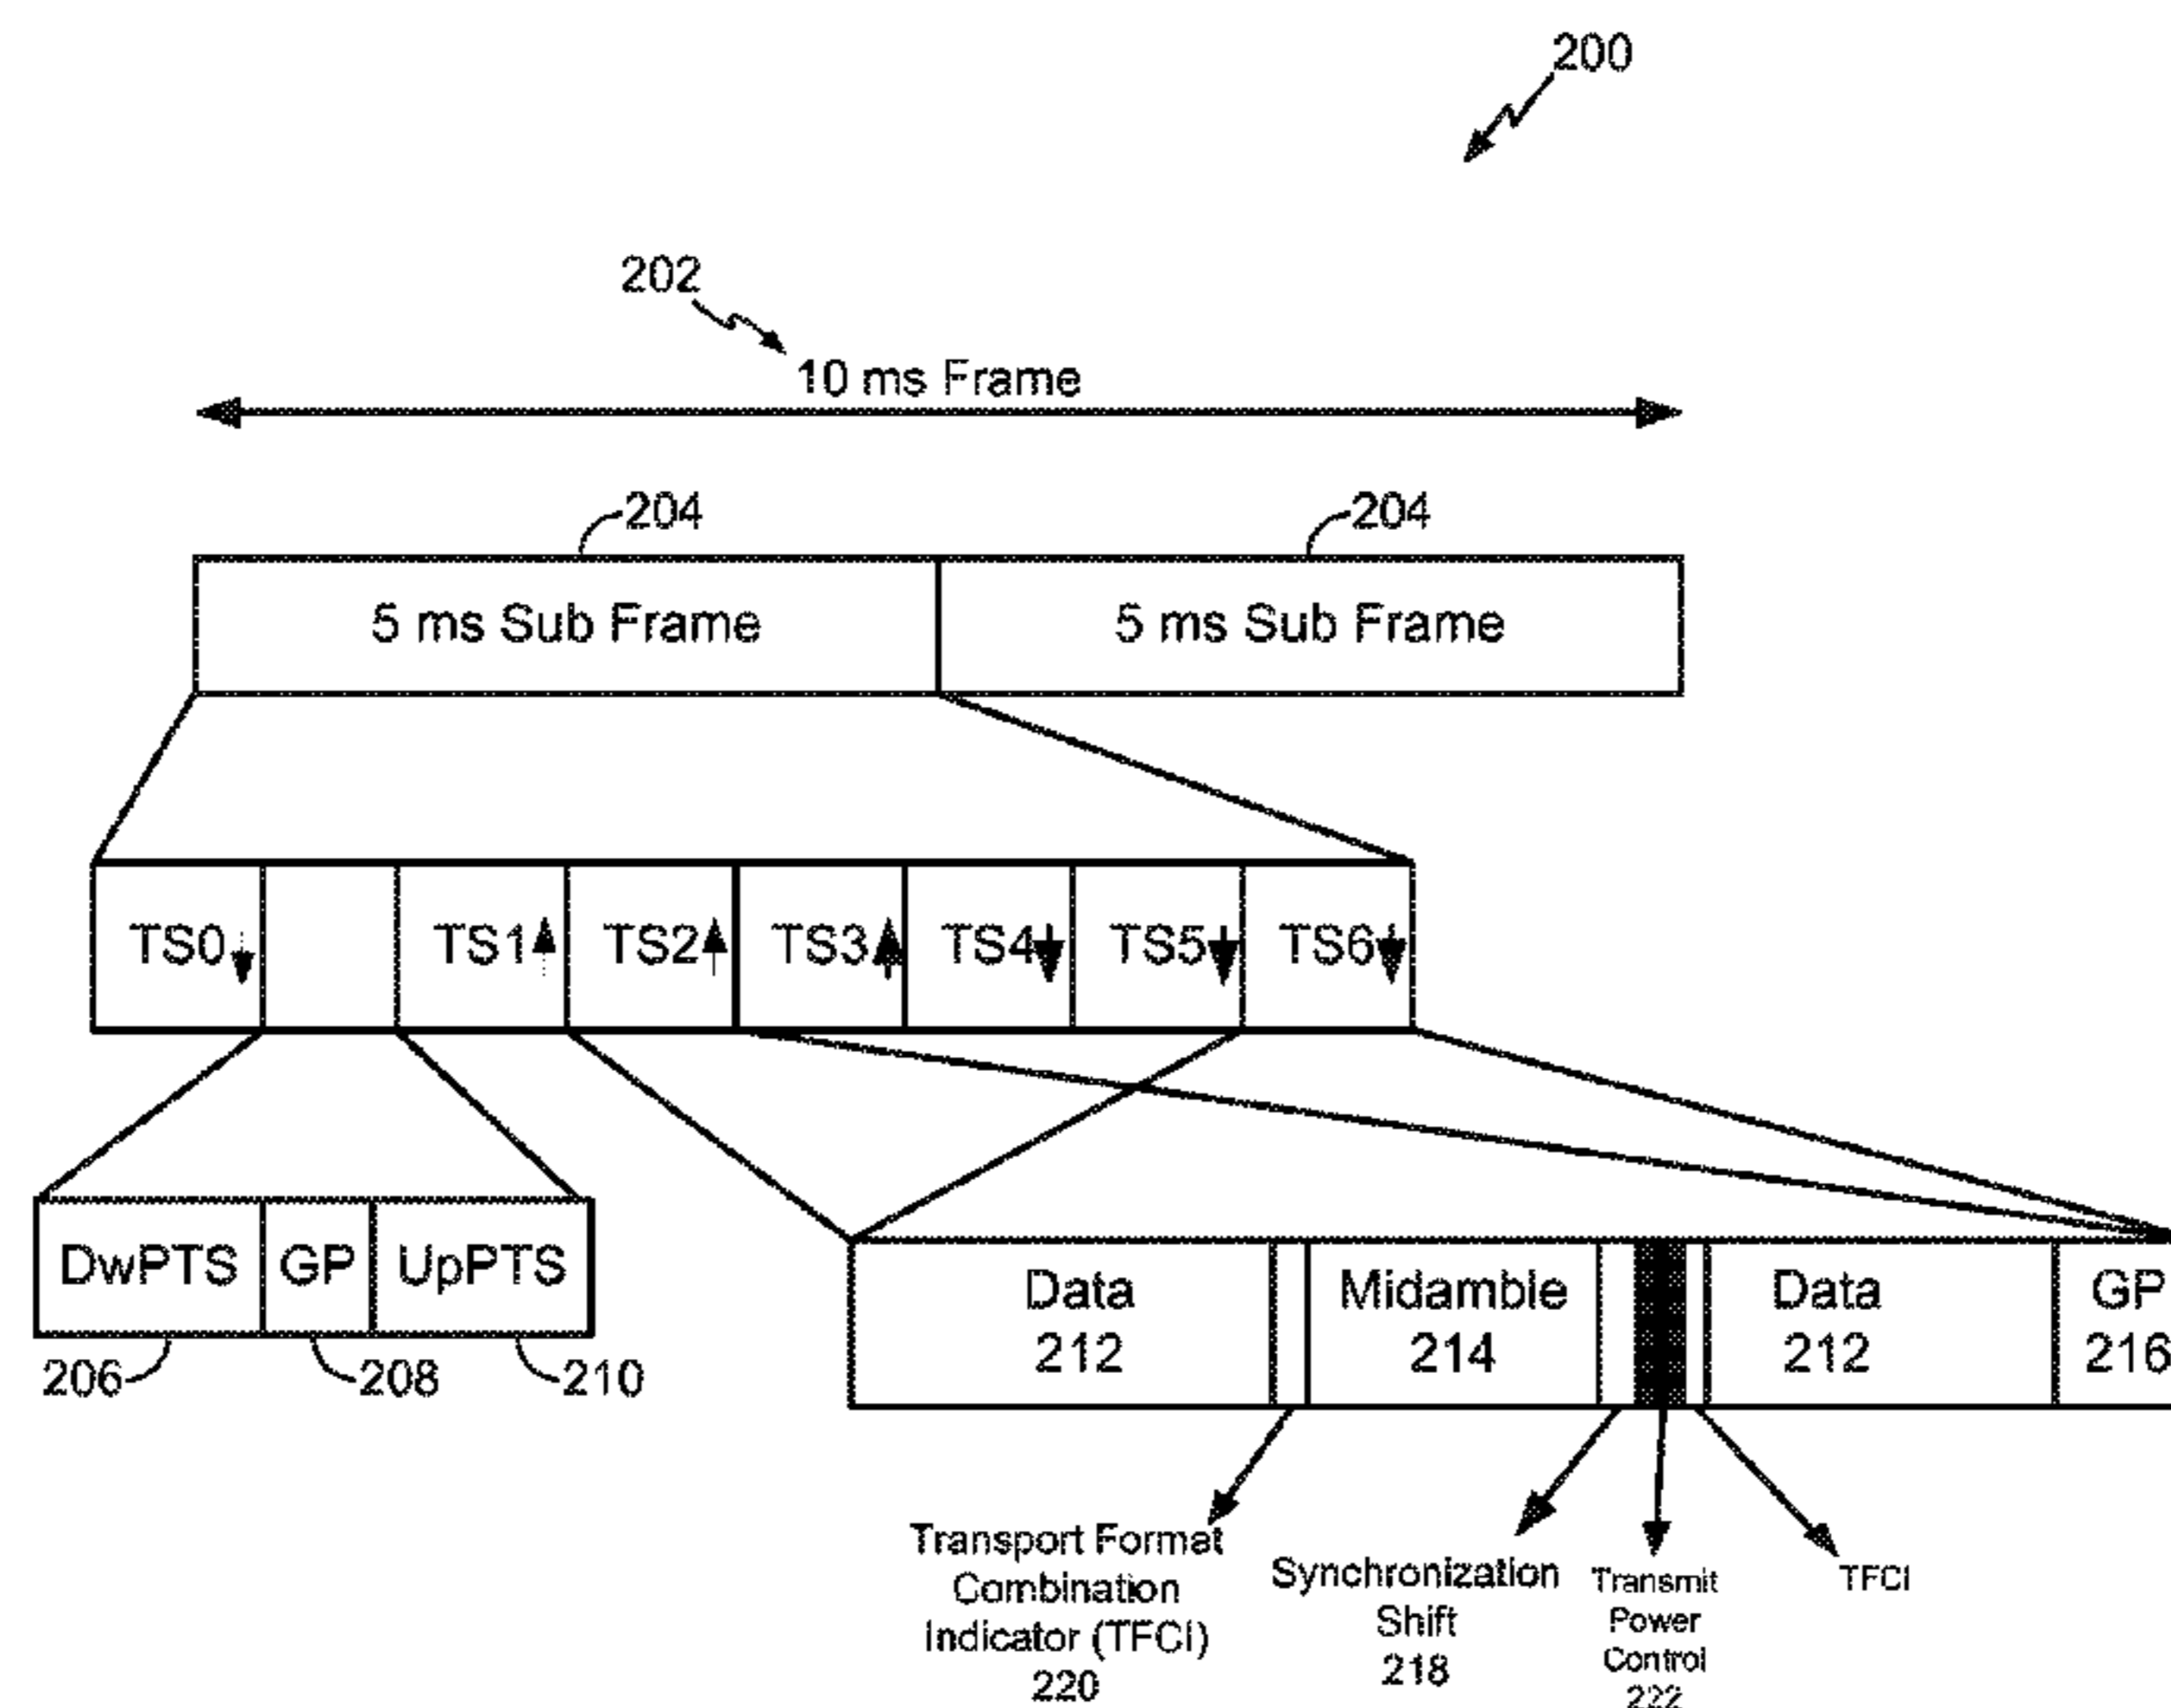 200
202
10 ms Frame
204
204
5 ms Sub Frame
5 ms Sub Frame
TS0
TS1
TS2
TS3
TS4
TS5
TS6
DwPTS
GP
UpPTS
206
208
210
Data
212
Midamble
214
Data
212
GP
216
Transport Format
Combination
Indicator (TFCI)
220
Synchronization
Shift
218
Transmit
Power
Control
222
TFCI